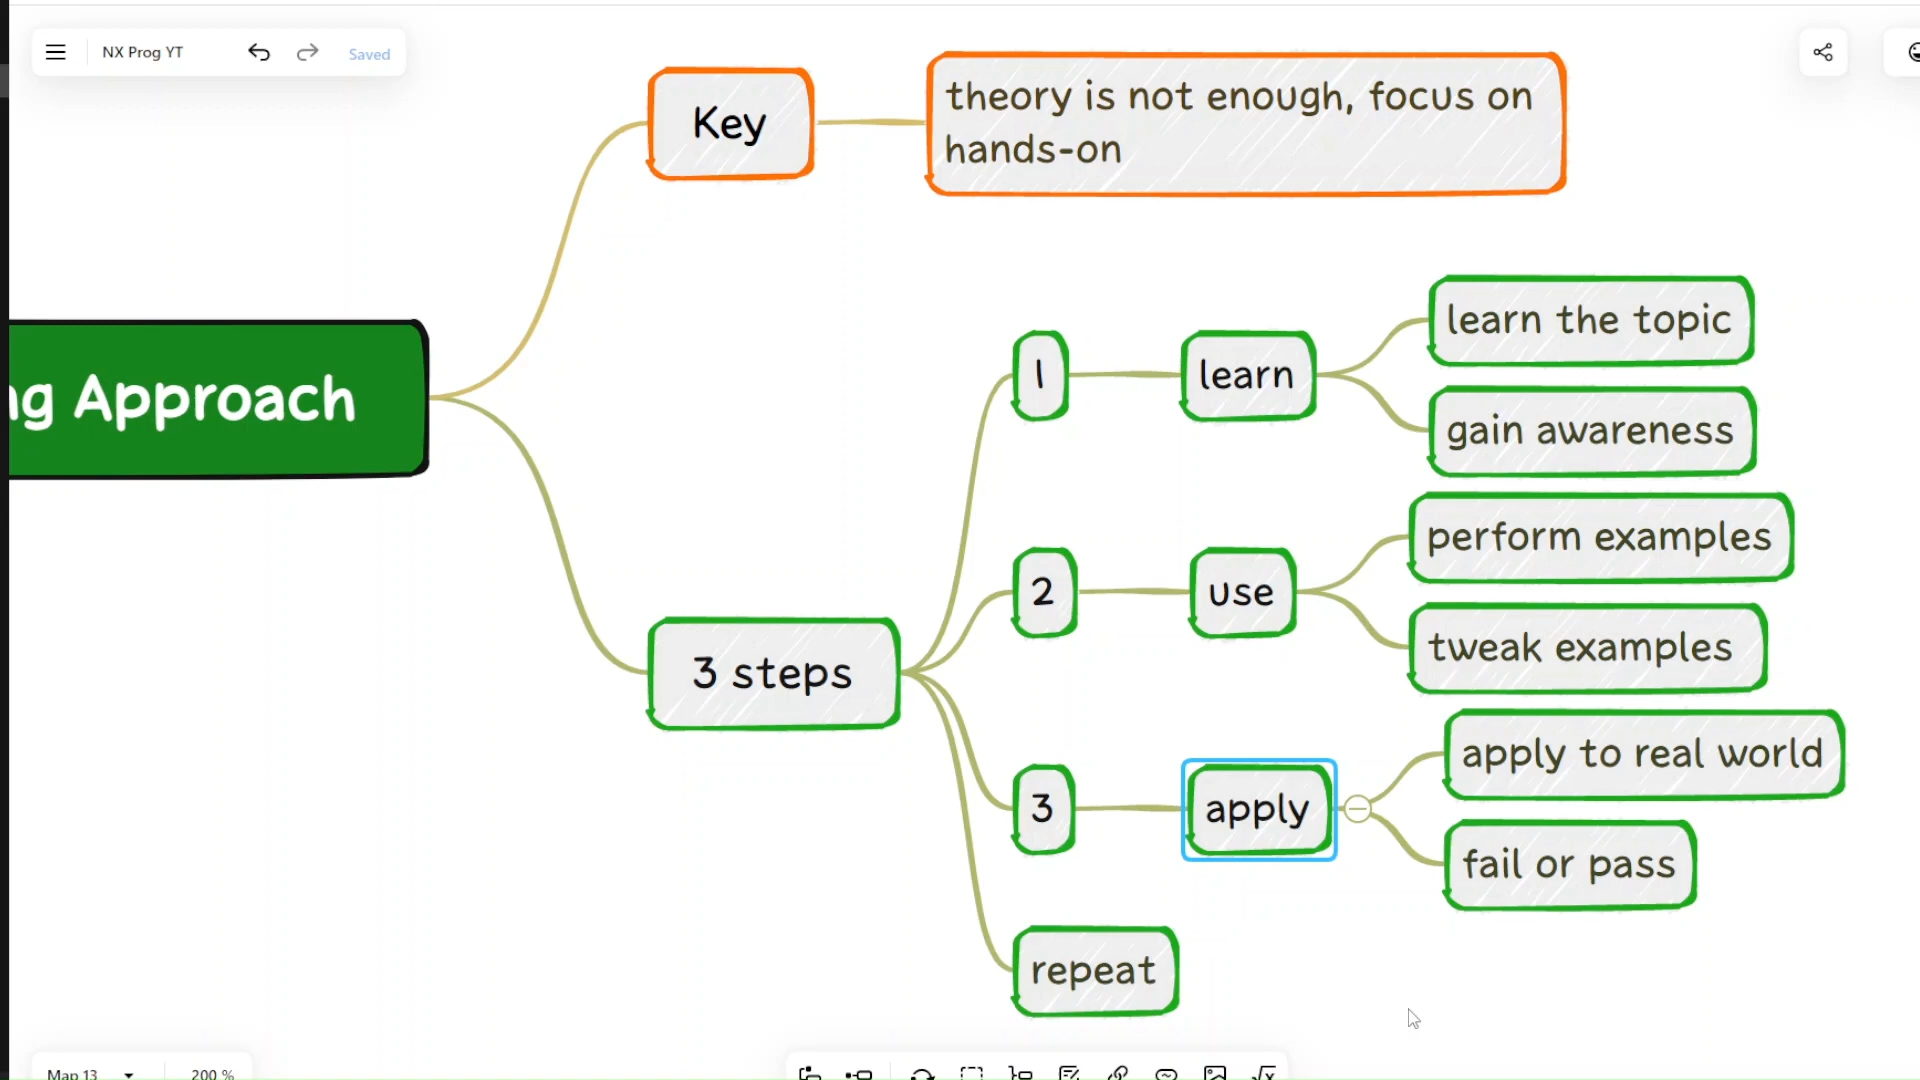 NX Prog YT
Saved
Key
theory is not enough, focus on
hands-on
ng Approach
3 steps
1
learn
learn the topic
gain awareness
2
use
perform examples
tweak examples
3
apply
apply to real world
fail or pass
repeat
Map 13
200 %